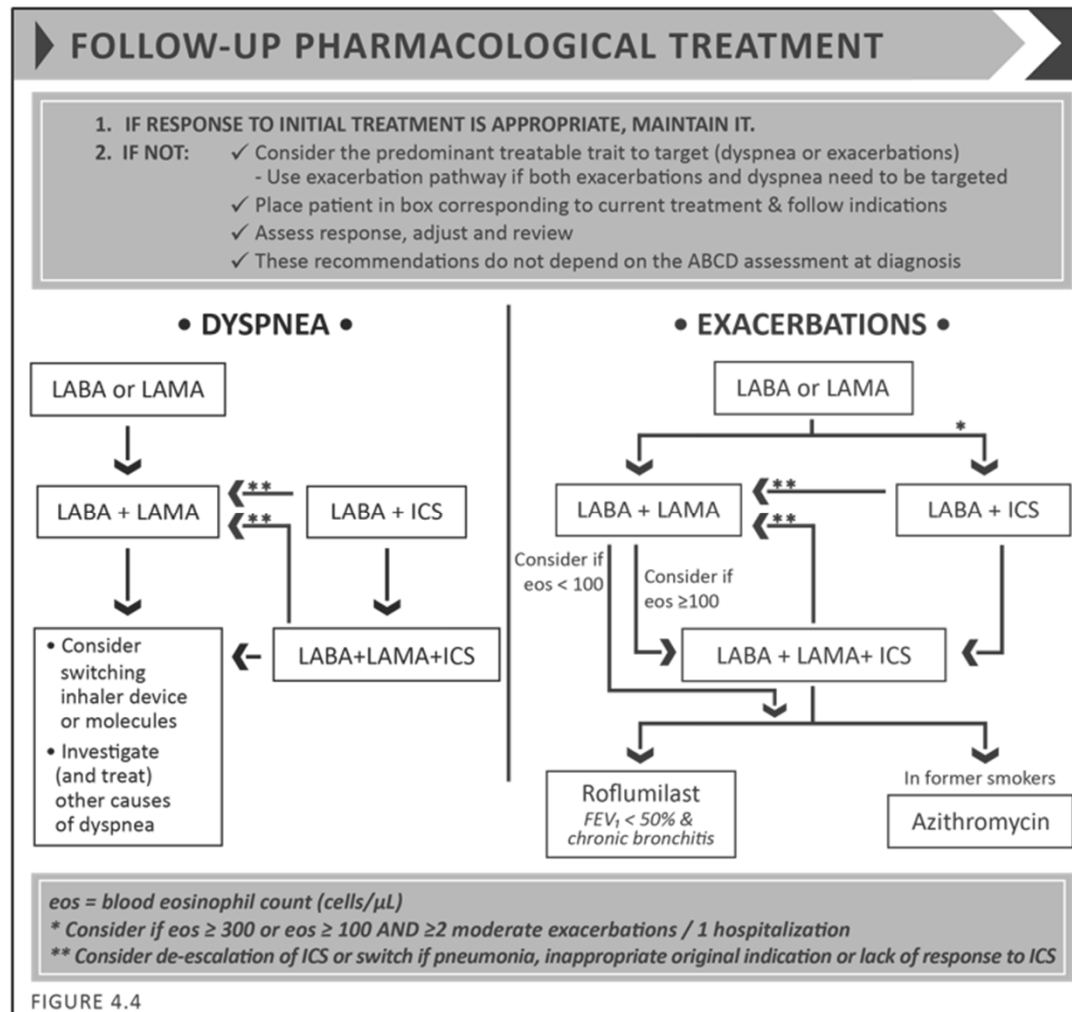 FOLLOW-UP PHARMACOLOGICAL TREATMENT
1. IF RESPONSE TO INITIAL TREATMENT IS APPROPRIATE, MAINTAIN IT.
2. IF NOT: ✓ Consider the predominant treatable trait to target (dyspnea or exacerbations)
- Use exacerbation pathway if both exacerbations and dyspnea need to be targeted
✓ Place patient in box corresponding to current treatment & follow indications
✓ Assess response, adjust and review
✓ These recommendations do not depend on the ABCD assessment at diagnosis
• DYSPNEA •
LABA or LAMA
LABA + LAMA
**
**
LABA + ICS
LABA+LAMA+ICS
• Consider
switching
inhaler device
or molecules
• Investigate
(and treat)
other causes
of dyspnea
• EXACERBATIONS •
LABA or LAMA
*
LABA + LAMA
**
**
LABA + ICS
Consider if
eos < 100
Consider if
eos ≥100
LABA + LAMA+ ICS
Roflumilast
FEV₁ < 50% &
chronic bronchitis
In former smokers
Azithromycin
eos = blood eosinophil count (cells/µL)
* Consider if eos ≥ 300 or eos ≥ 100 AND ≥2 moderate exacerbations / 1 hospitalization
** Consider de-escalation of ICS or switch if pneumonia, inappropriate original indication or lack of response to ICS
FIGURE 4.4